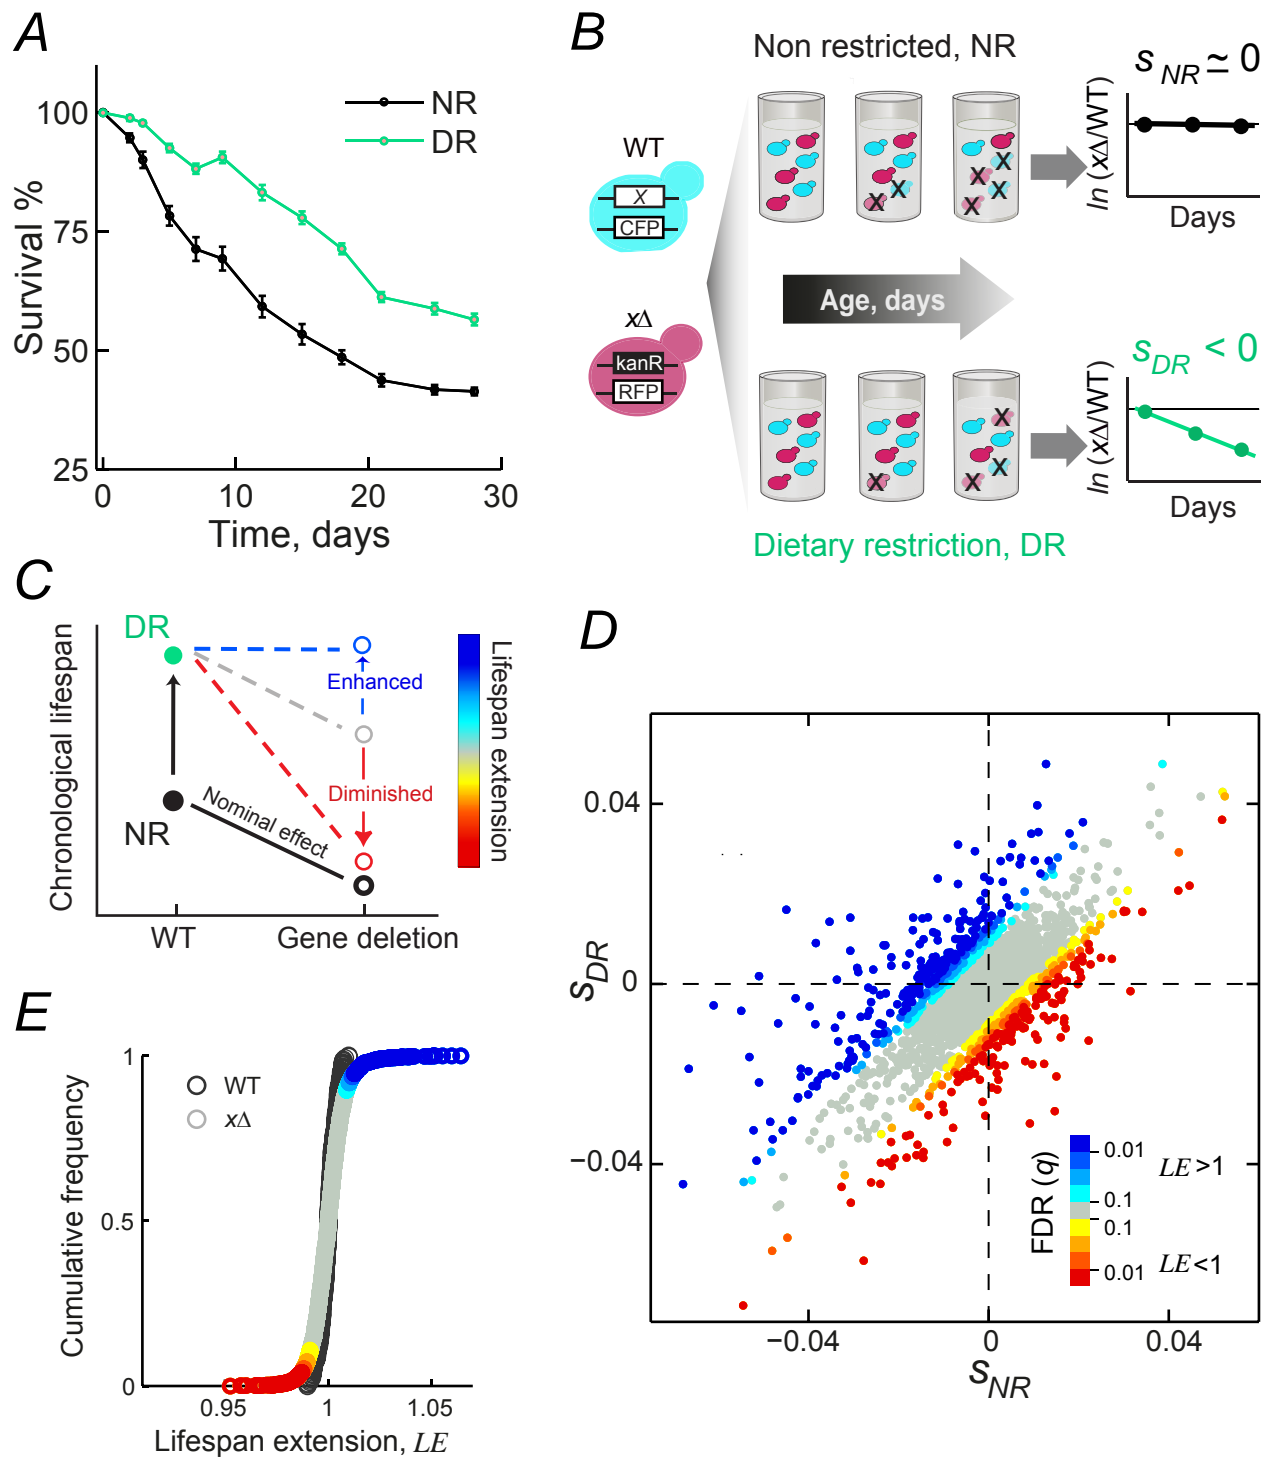 A
100
75
50
25
Survival %
0
10
20
30
Time, days
NR
DR
B
Non restricted, NR
WT
X
CFP
xΔ
kanR
RFP
X
X
X
X
X
X
X
Age, days
X
X
X
X
Dietary restriction, DR
s NR ≃ 0
ln (xΔ/WT)
Days
sDR < 0
ln (xΔ/WT)
Days
C
Chronological lifespan
DR
NR
Nominal effect
Enhanced
Diminished
WT
Gene deletion
Lifespan extension
D
0.04
0
−0.04
sDR
−0.04
0
0.04
sNR
FDR (q)
0.01
0.1
0.1
0.01
LE>1
LE<1
E
1
0.5
0
Cumulative frequency
WT
xΔ
0.95
1
1.05
Lifespan extension, LE